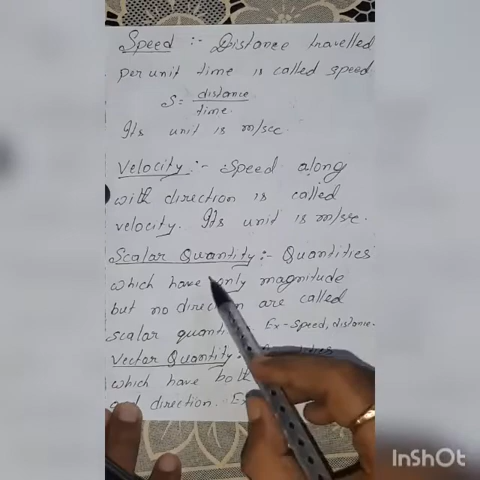 Speed :- Distance travelled
per unit time is called speed
S = distance
time.
Its unit is m/sec.
Velocity :- Speed along
with direction is called
velocity. Its unit is m/sec.
Scalar Quantity :- Quantities
which have only magnitude
but no direction are called
scalar Ex- Speed, distance.
Vector Quantity :-
which have
and direction. Ex
InShOt